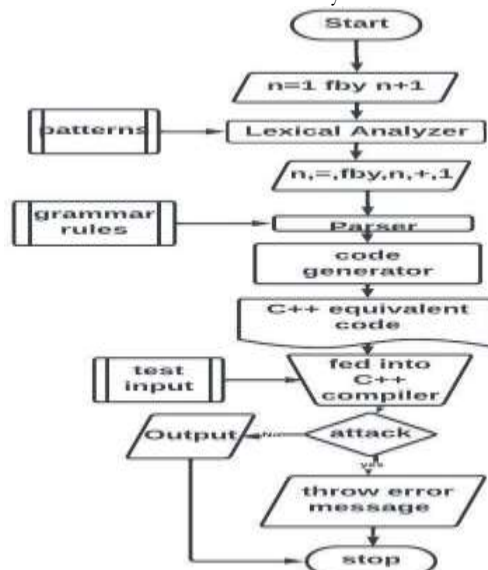 Start
n=1 fby n+1
patterns
Lexical Analyzer
n,=,fby,n,+,1
grammar
rules
Parser
code
generator
C++ equivalent
code
test
input
fed into
C++
compiler
Output
No
attack
yes
throw error
message
stop